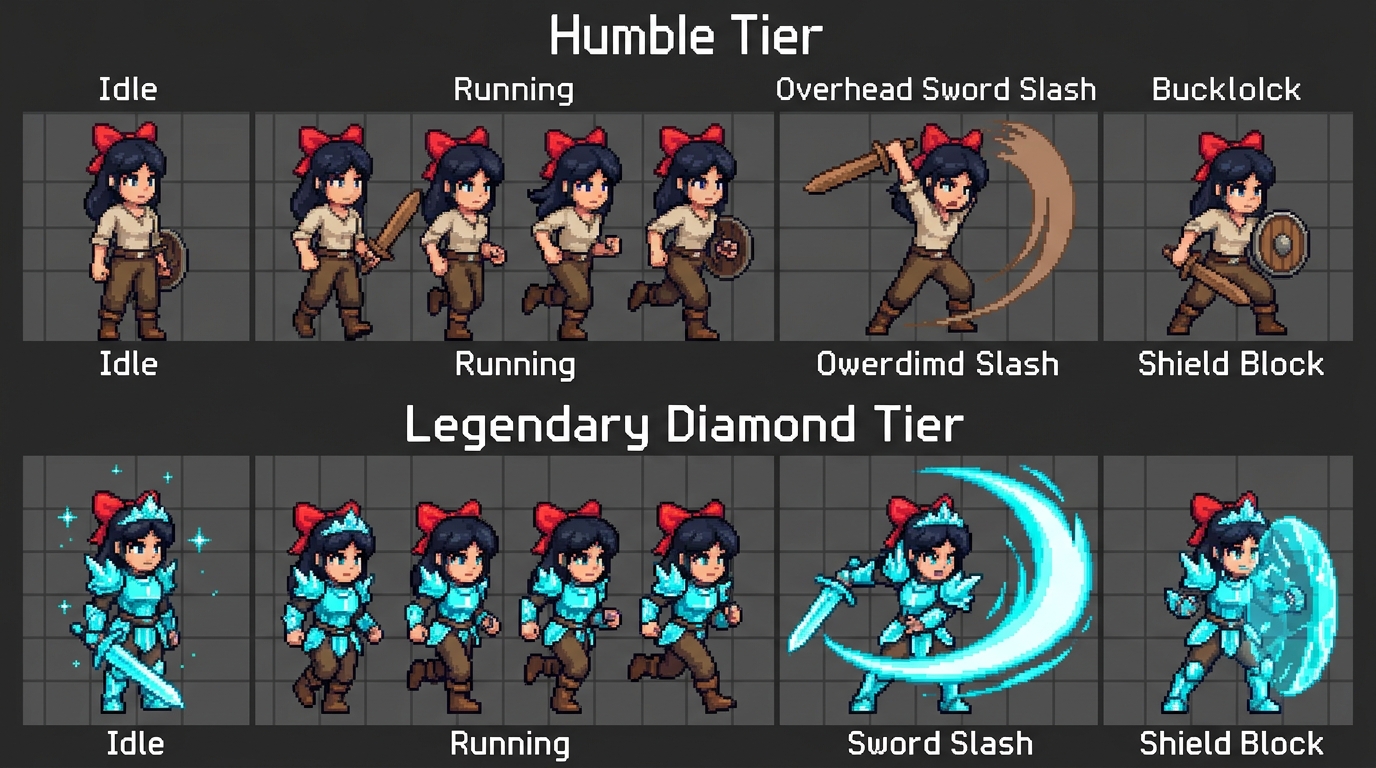 Humble Tier
Idle Running Overhead Sword Slash Bucklolck
Idle Running Owerdimd Slash Shield Block
Legendary Diamond Tier
Idle Running Sword Slash Shield Block